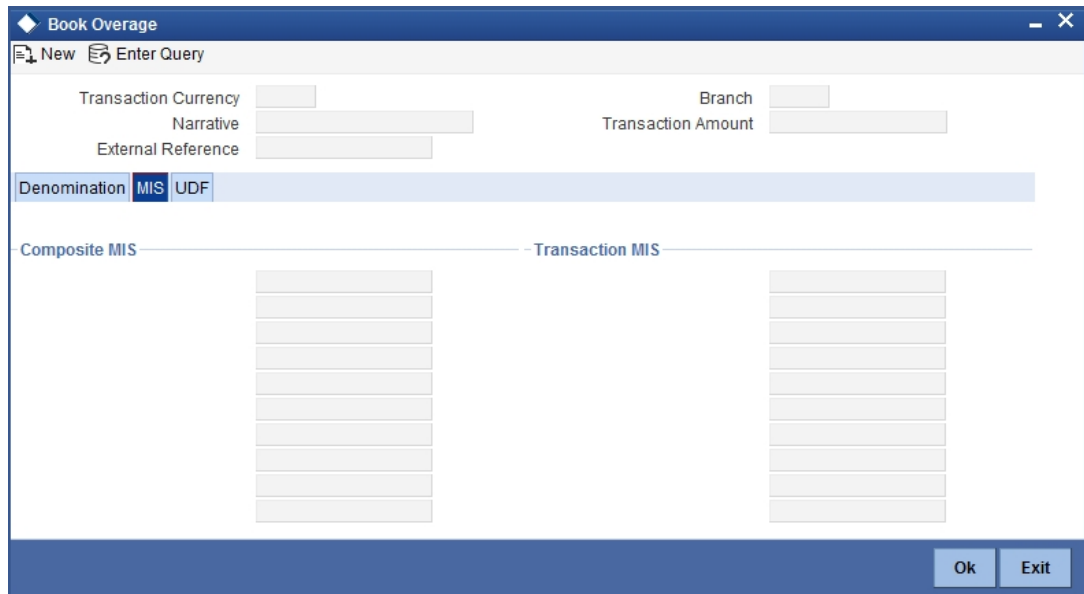 Book Overage
New Enter Query
Transaction Currency
Branch
Narrative
Transaction Amount
External Reference
Denomination MIS UDF
Composite MIS
Transaction MIS
Ok Exit